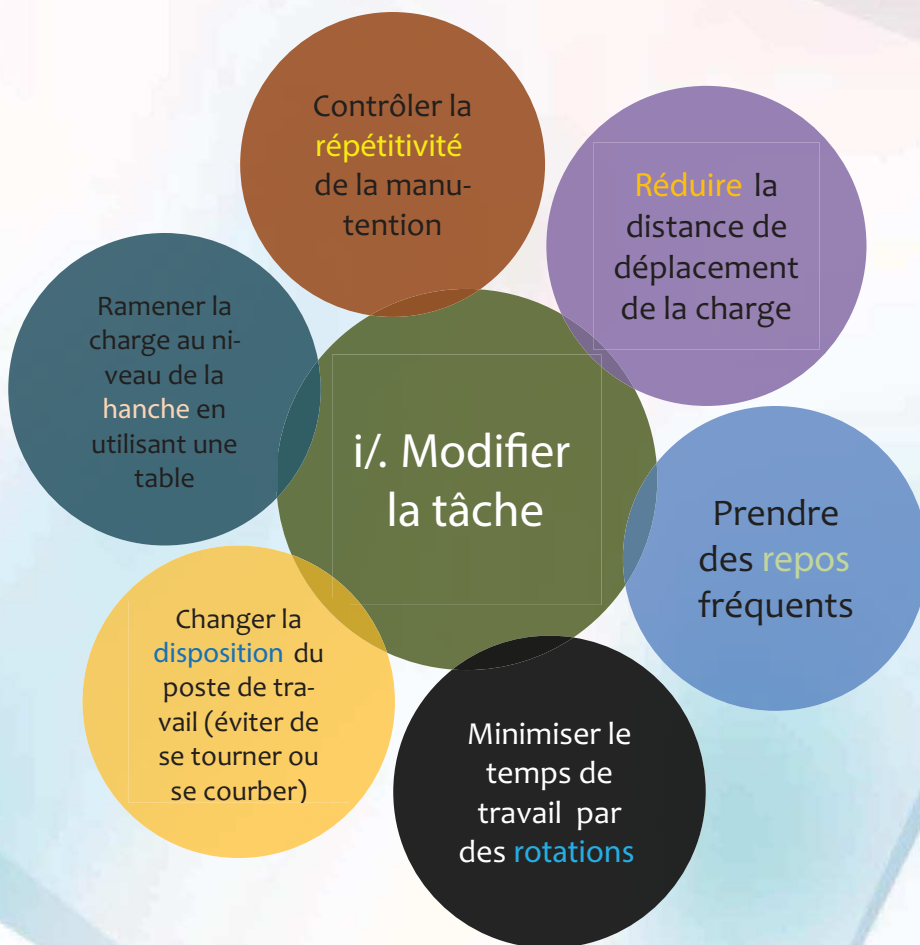 Contrôler la
répétitivité
de la manu-
tention
Réduire la
distance de
déplacement
de la charge
Ramener la
charge au ni-
veau de la
hanche en
utilisant une
table
i/. Modifier
la tâche
Prendre
des repos
fréquents
Changer la
disposition du
poste de tra-
vail (éviter de
se tourner ou
se courber)
Minimiser le
temps de
travail par
des rotations